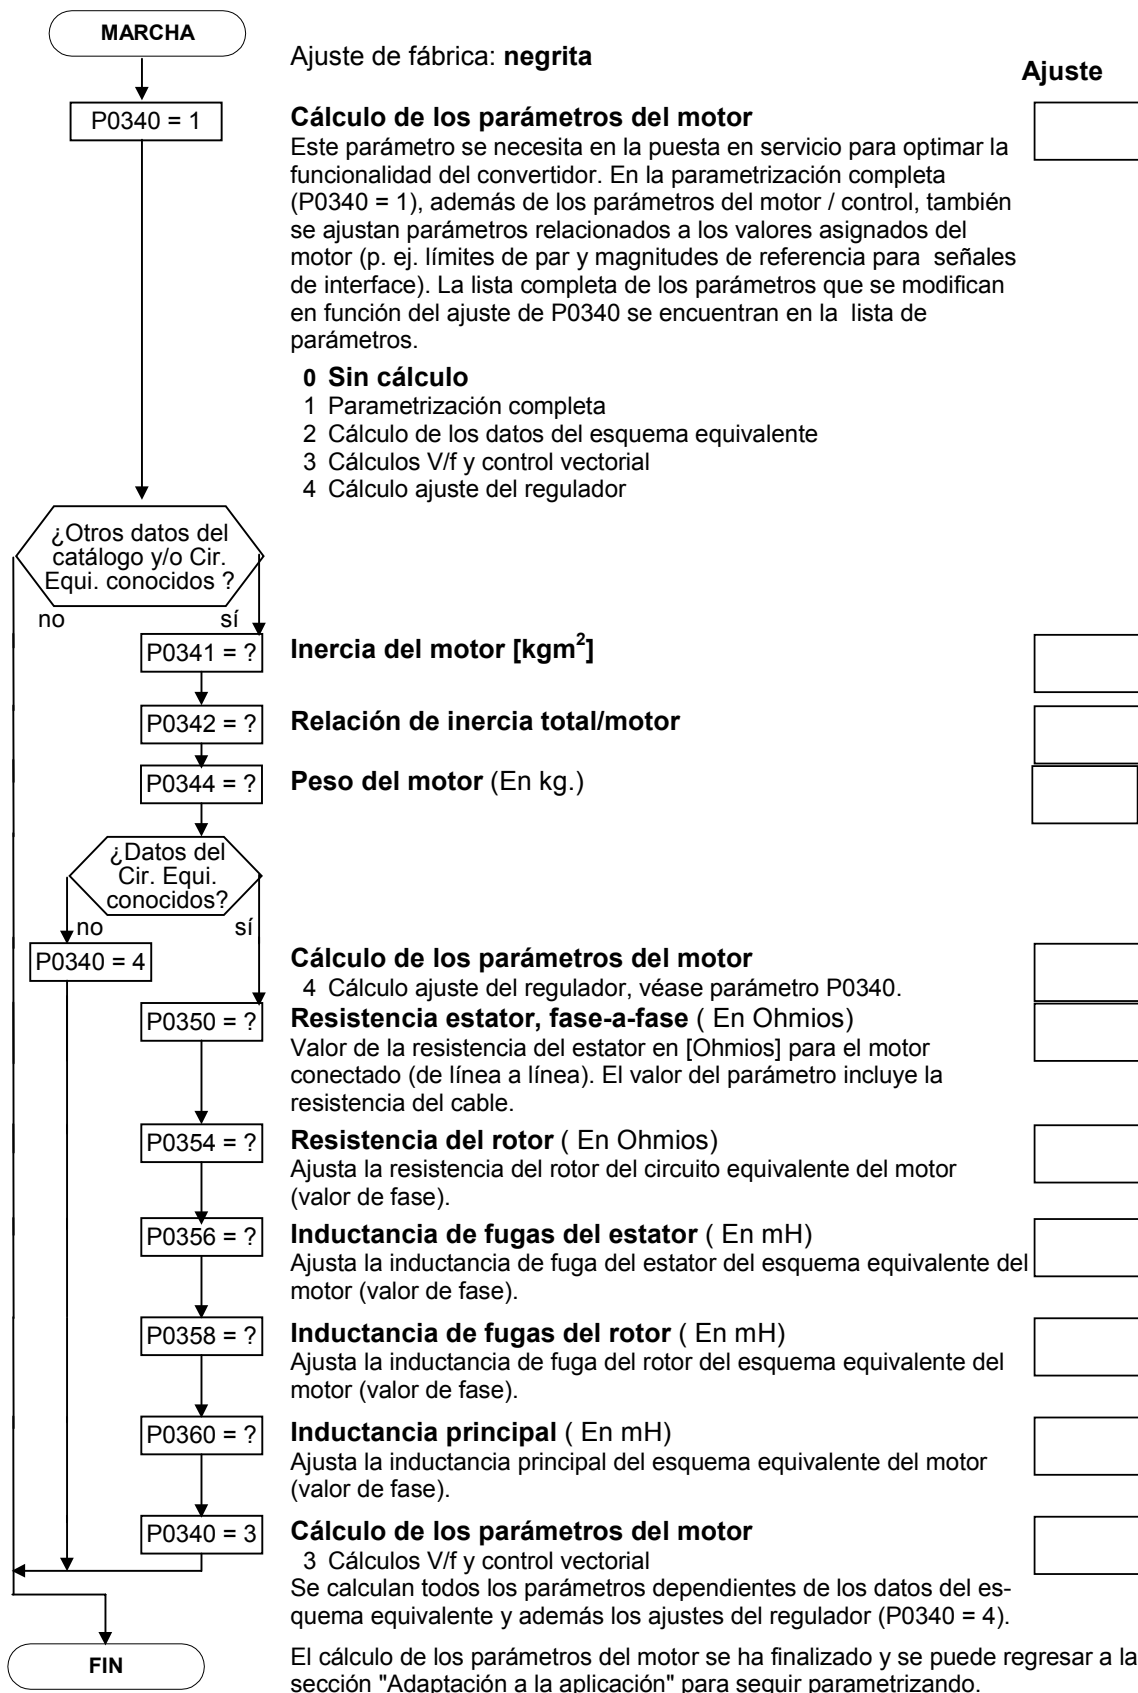 MARCHA
Ajuste de fábrica: negrita
Ajuste
P0340 = 1
Cálculo de los parámetros del motor
Este parámetro se necesita en la puesta en servicio para optimar la
funcionalidad del convertidor. En la parametrización completa
(P0340 = 1), además de los parámetros del motor / control, también
se ajustan parámetros relacionados a los valores asignados del
motor (p. ej. límites de par y magnitudes de referencia para señales
de interface). La lista completa de los parámetros que se modifican
en función del ajuste de P0340 se encuentran en la lista de
parámetros.
0 Sin cálculo
1 Parametrización completa
2 Cálculo de los datos del esquema equivalente
3 Cálculos V/f y control vectorial
4 Cálculo ajuste del regulador
¿Otros datos del
catálogo y/o Cir.
Equi. conocidos ?
no sí
P0341 = ?
Inercia del motor [kgm²]
P0342 = ?
Relación de inercia total/motor
P0344 = ?
Peso del motor (En kg.)
¿Datos del
Cir. Equi.
conocidos?
no sí
P0340 = 4
Cálculo de los parámetros del motor
4 Cálculo ajuste del regulador, véase parámetro P0340.
P0350 = ?
Resistencia estator, fase-a-fase ( En Ohmios)
Valor de la resistencia del estator en [Ohmios] para el motor
conectado (de línea a línea). El valor del parámetro incluye la
resistencia del cable.
P0354 = ?
Resistencia del rotor ( En Ohmios)
Ajusta la resistencia del rotor del circuito equivalente del motor
(valor de fase).
P0356 = ?
Inductancia de fugas del estator ( En mH)
Ajusta la inductancia de fuga del estator del esquema equivalente del
motor (valor de fase).
P0358 = ?
Inductancia de fugas del rotor ( En mH)
Ajusta la inductancia de fuga del rotor del esquema equivalente del
motor (valor de fase).
P0360 = ?
Inductancia principal ( En mH)
Ajusta la inductancia principal del esquema equivalente del motor
(valor de fase).
P0340 = 3
Cálculo de los parámetros del motor
3 Cálculos V/f y control vectorial
Se calculan todos los parámetros dependientes de los datos del es-
quema equivalente y además los ajustes del regulador (P0340 = 4).
FIN
El cálculo de los parámetros del motor se ha finalizado y se puede regresar a la
sección "Adaptación a la aplicación" para seguir parametrizando.